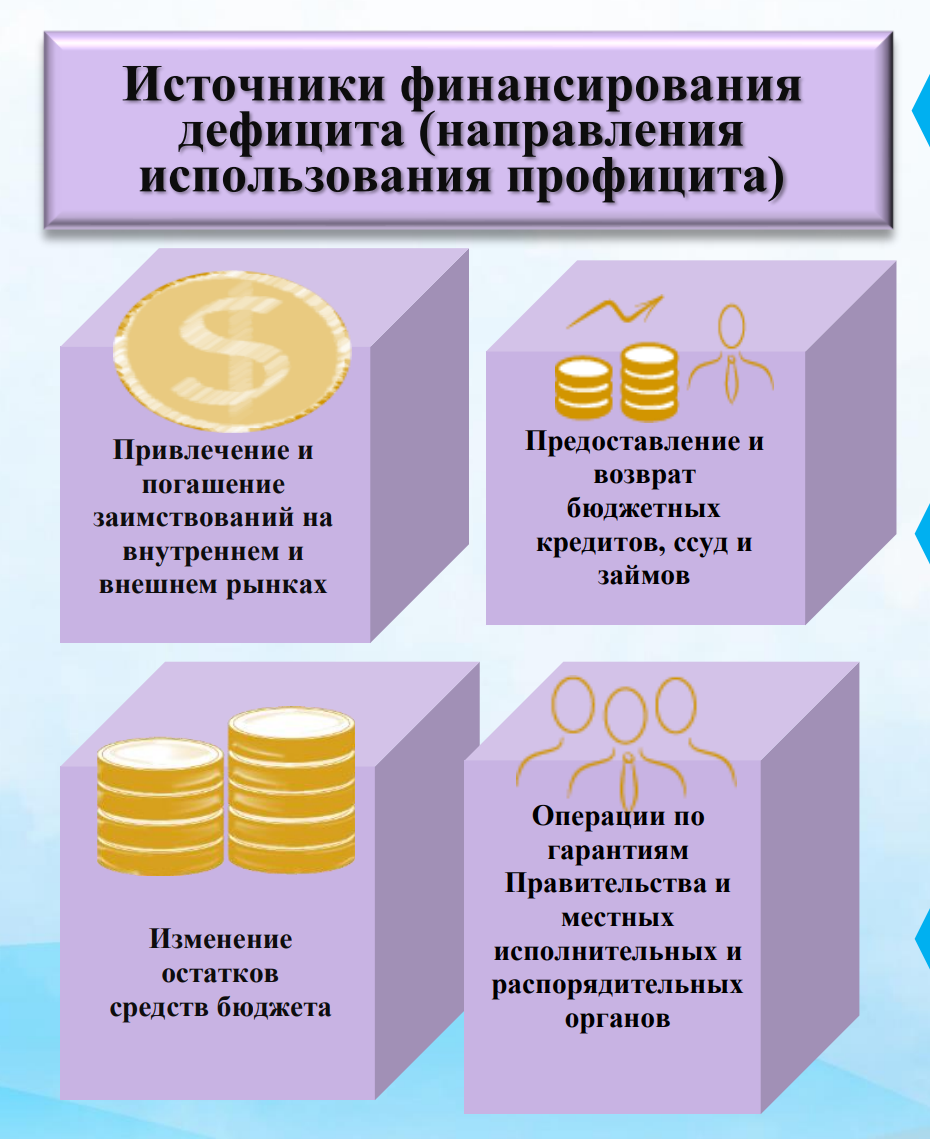 Источники финансирования
дефицита (направления
использования профицита)
Привлечение и
погашение
заимствований на
внутреннем и
внешнем рынках
Предоставление и
возврат
бюджетных
кредитов, ссуд и
займов
Изменение
остатков
средств бюджета
Операции по
гарантиям
Правительства и
местных
исполнительных и
распорядительных
органов